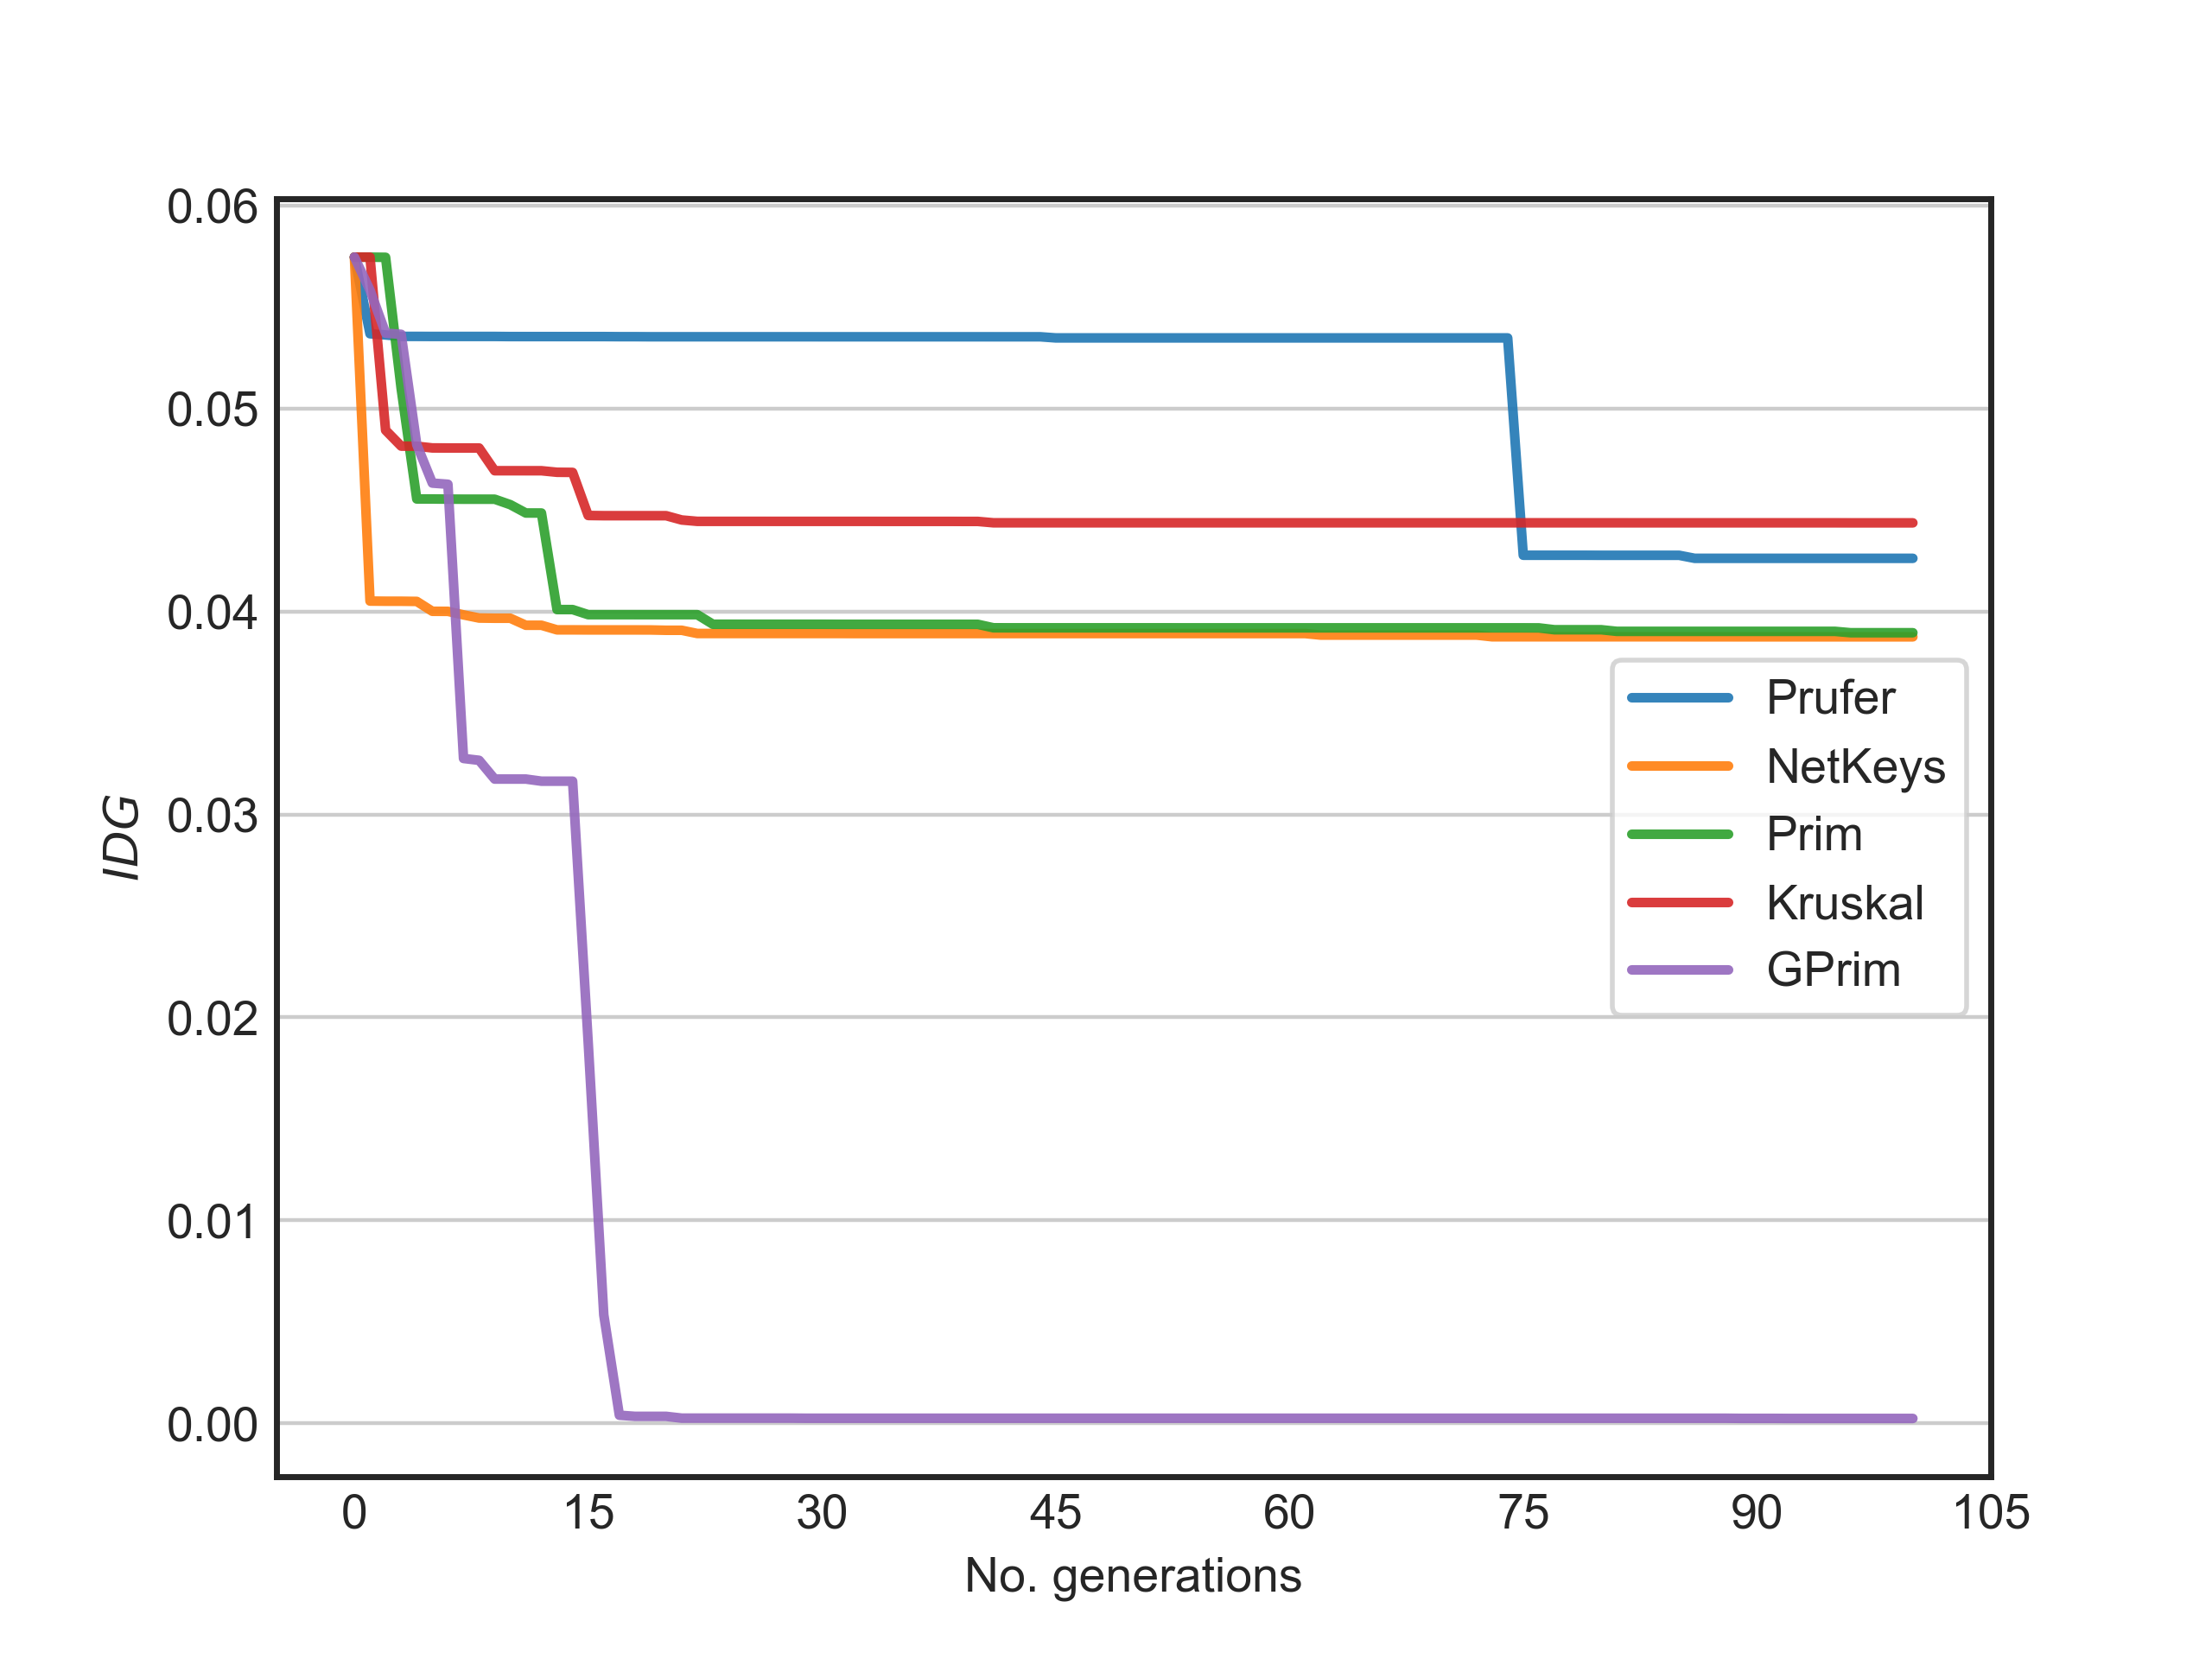 0.06
0.05
0.04
0.03
0.02
0.01
0.00
IDG
0 15 30 45 60 75 90 105
No. generations
Prufer
NetKeys
Prim
Kruskal
GPrim